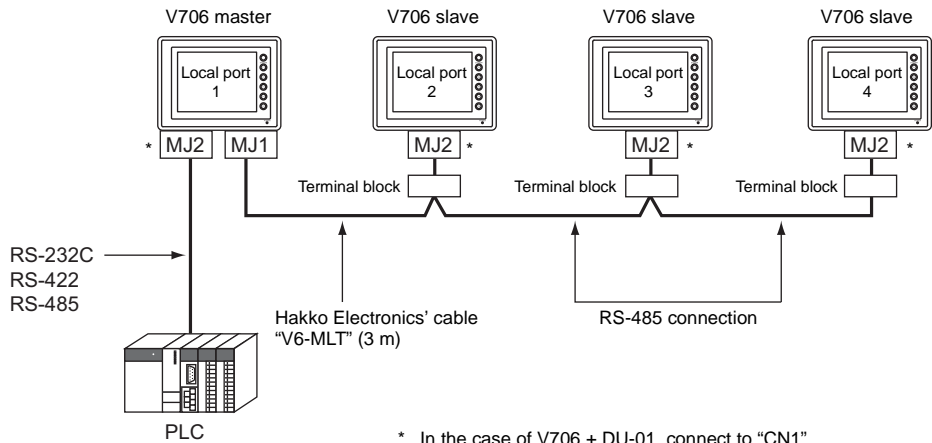 V706 master
V706 slave
V706 slave
V706 slave
Local port
1
Local port
2
Local port
3
Local port
4
* MJ2
MJ1
MJ2 *
MJ2 *
MJ2 *
Terminal block
Terminal block
Terminal block
RS-232C
RS-422
RS-485
Hakko Electronics’ cable
“V6-MLT” (3 m)
RS-485 connection
PLC
* In the case of V706 + DU-01, connect to “CN1”